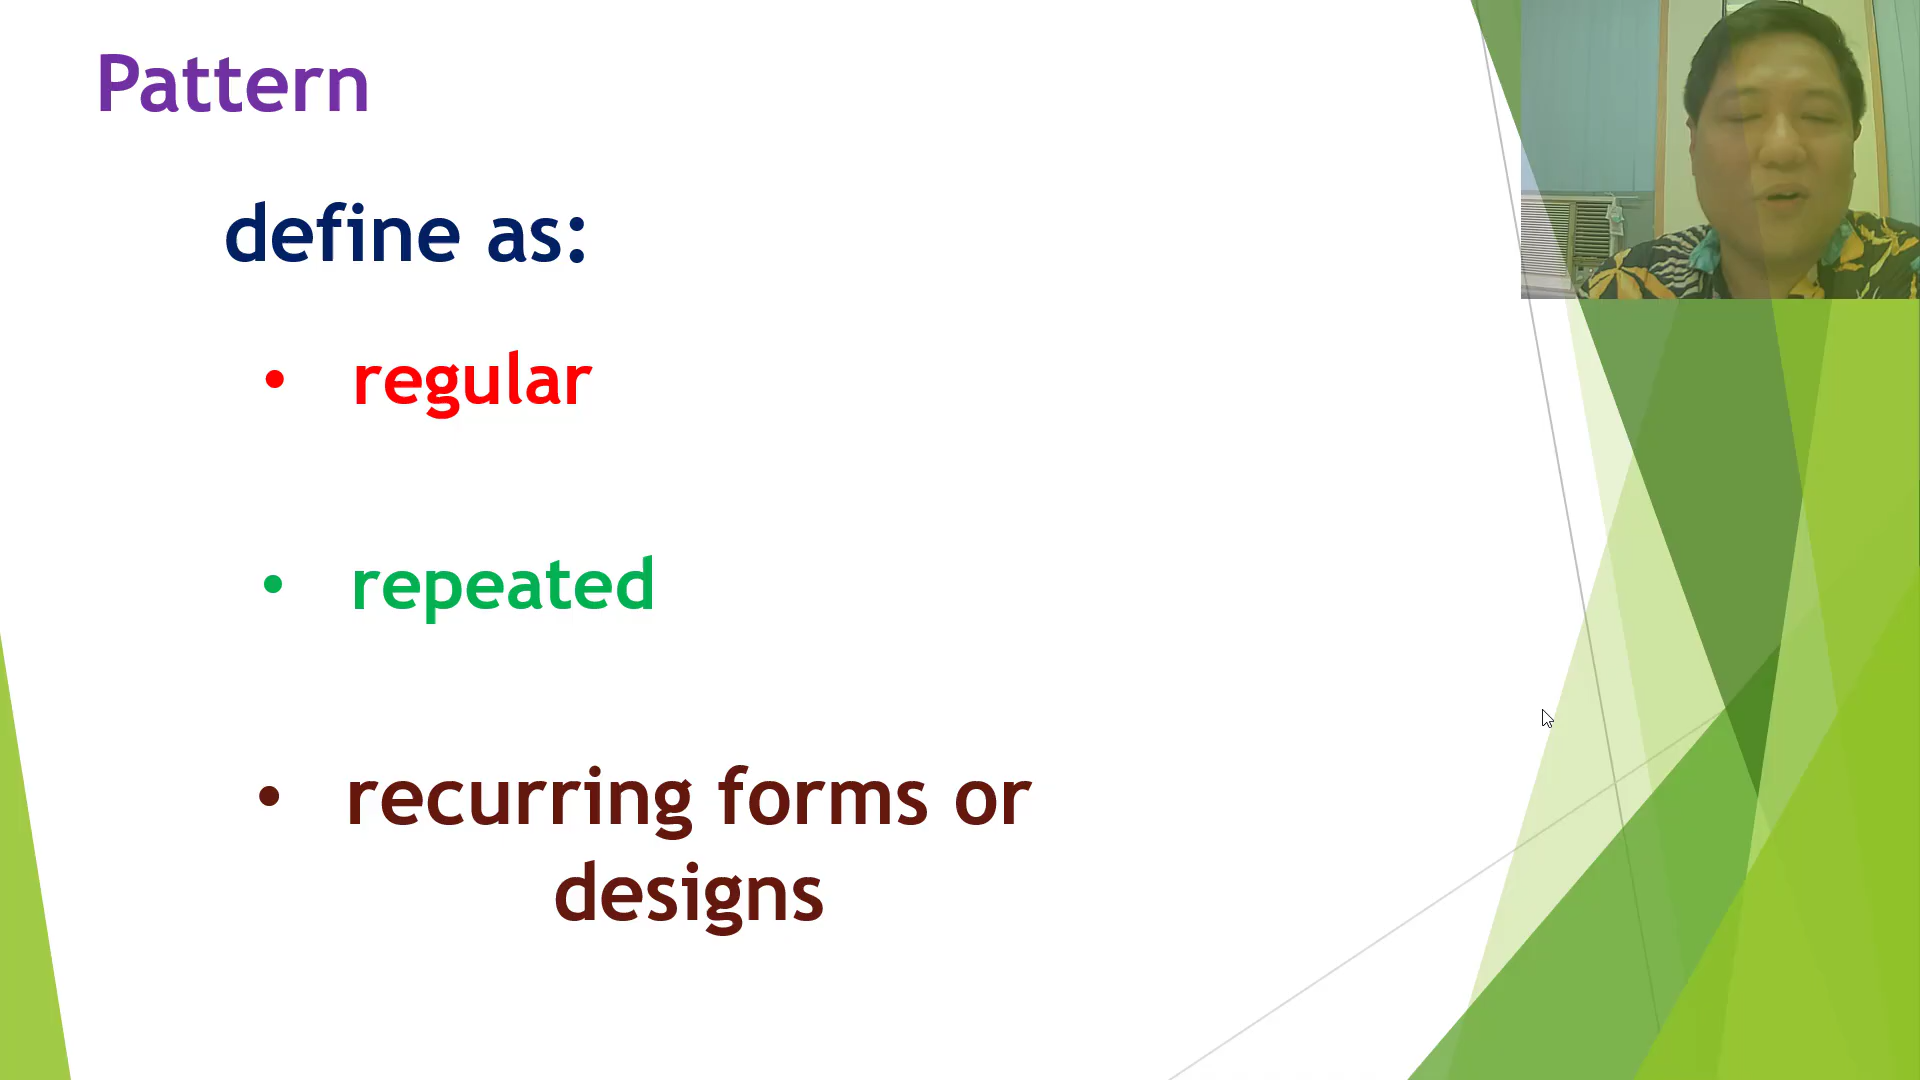 Pattern
define as:
• regular
• repeated
• recurring forms or
designs